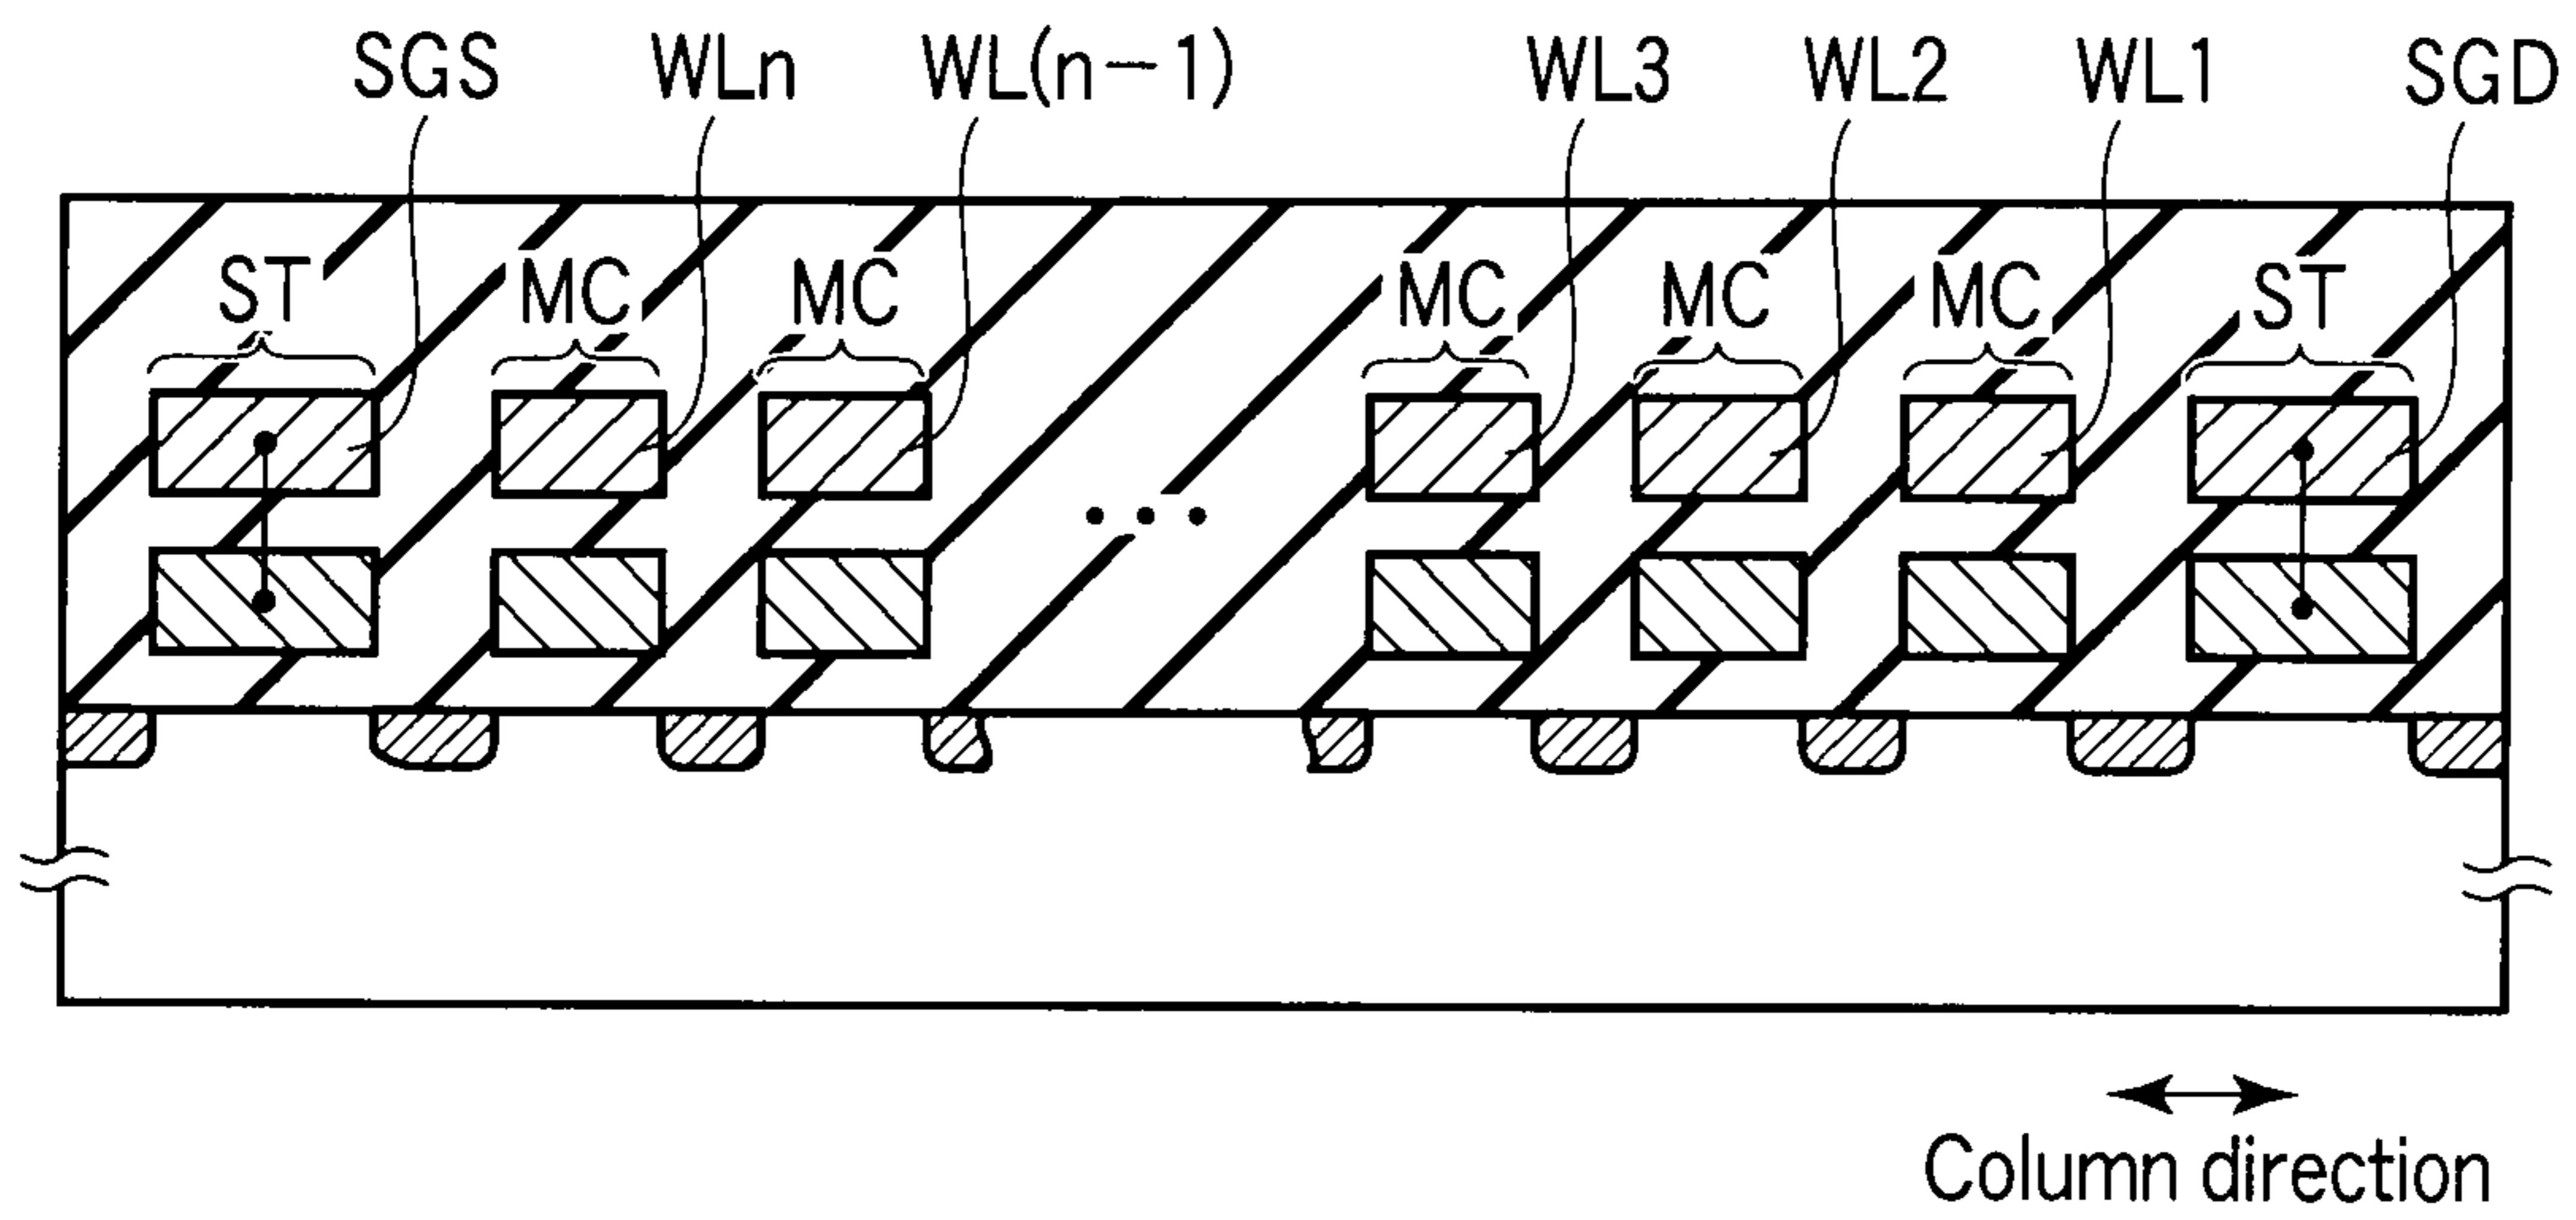 SGS WLn WL(n-1) WL3 WL2 WL1 SGD
ST MC MC MC MC MC ST
Column direction